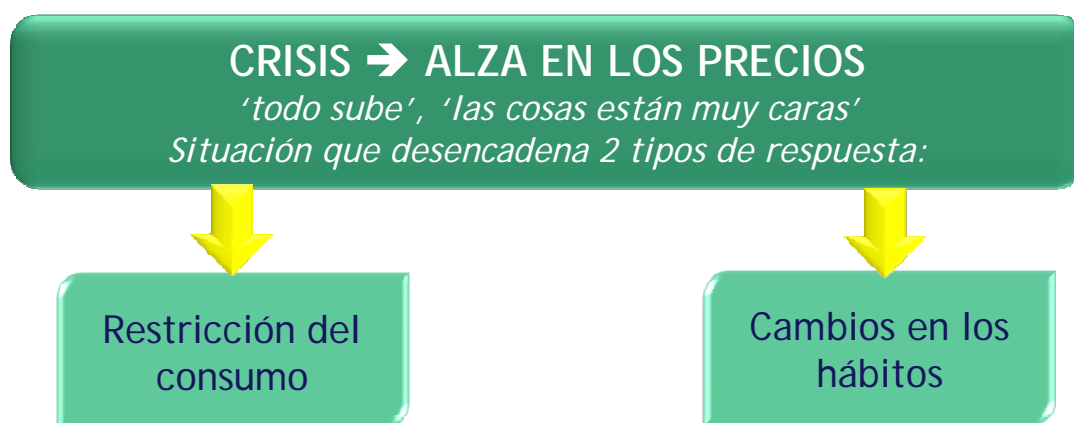 CRISIS ➔ ALZA EN LOS PRECIOS
‘todo sube’, ‘las cosas están muy caras’
Situación que desencadena 2 tipos de respuesta:
Restricción del
consumo
Cambios en los
hábitos